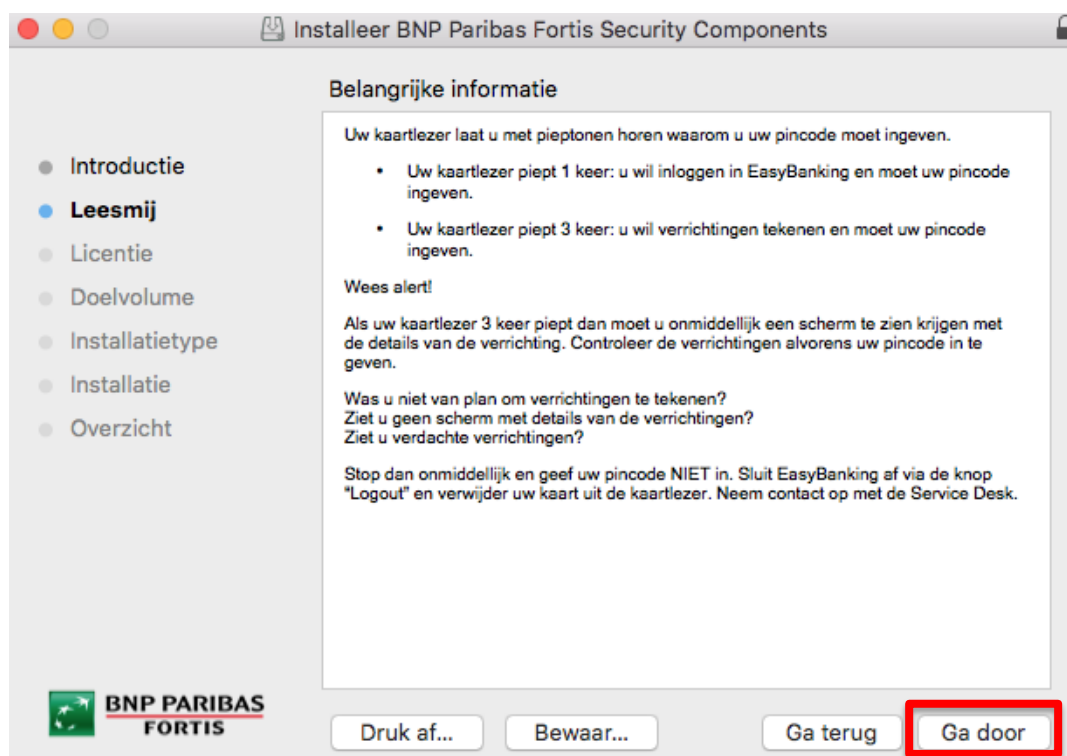 Installeer BNP Paribas Fortis Security Components
Introductie
Leesmij
Licentie
Doelvolume
Installatietype
Installatie
Overzicht
Belangrijke informatie
Uw kaartlezer laat u met pieptonen horen waarom u uw pincode moet ingeven.
• Uw kaartlezer piept 1 keer: u wil inloggen in EasyBanking en moet uw pincode
ingeven.
• Uw kaartlezer piept 3 keer: u wil verrichtingen tekenen en moet uw pincode
ingeven.
Wees alert!
Als uw kaartlezer 3 keer piept dan moet u onmiddellijk een scherm te zien krijgen met
de details van de verrichting. Controleer de verrichtingen alvorens uw pincode in te
geven.
Was u niet van plan om verrichtingen te tekenen?
Ziet u geen scherm met details van de verrichtingen?
Ziet u verdachte verrichtingen?
Stop dan onmiddellijk en geef uw pincode NIET in. Sluit EasyBanking af via de knop
"Logout" en verwijder uw kaart uit de kaartlezer. Neem contact op met de Service Desk.
BNP PARIBAS
FORTIS
Druk af...
Bewaar...
Ga terug
Ga door